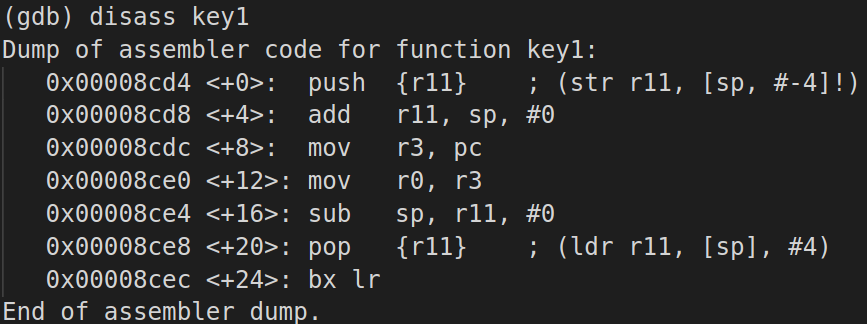 (gdb) disass key1
Dump of assembler code for function key1:
   0x00008cd4 <+0>:  push  {r11}    ; (str r11, [sp, #-4]!)
   0x00008cd8 <+4>:  add   r11, sp, #0
   0x00008cdc <+8>:  mov   r3, pc
   0x00008ce0 <+12>: mov   r0, r3
   0x00008ce4 <+16>: sub   sp, r11, #0
   0x00008ce8 <+20>: pop   {r11}    ; (ldr r11, [sp], #4)
   0x00008cec <+24>: bx lr
End of assembler dump.